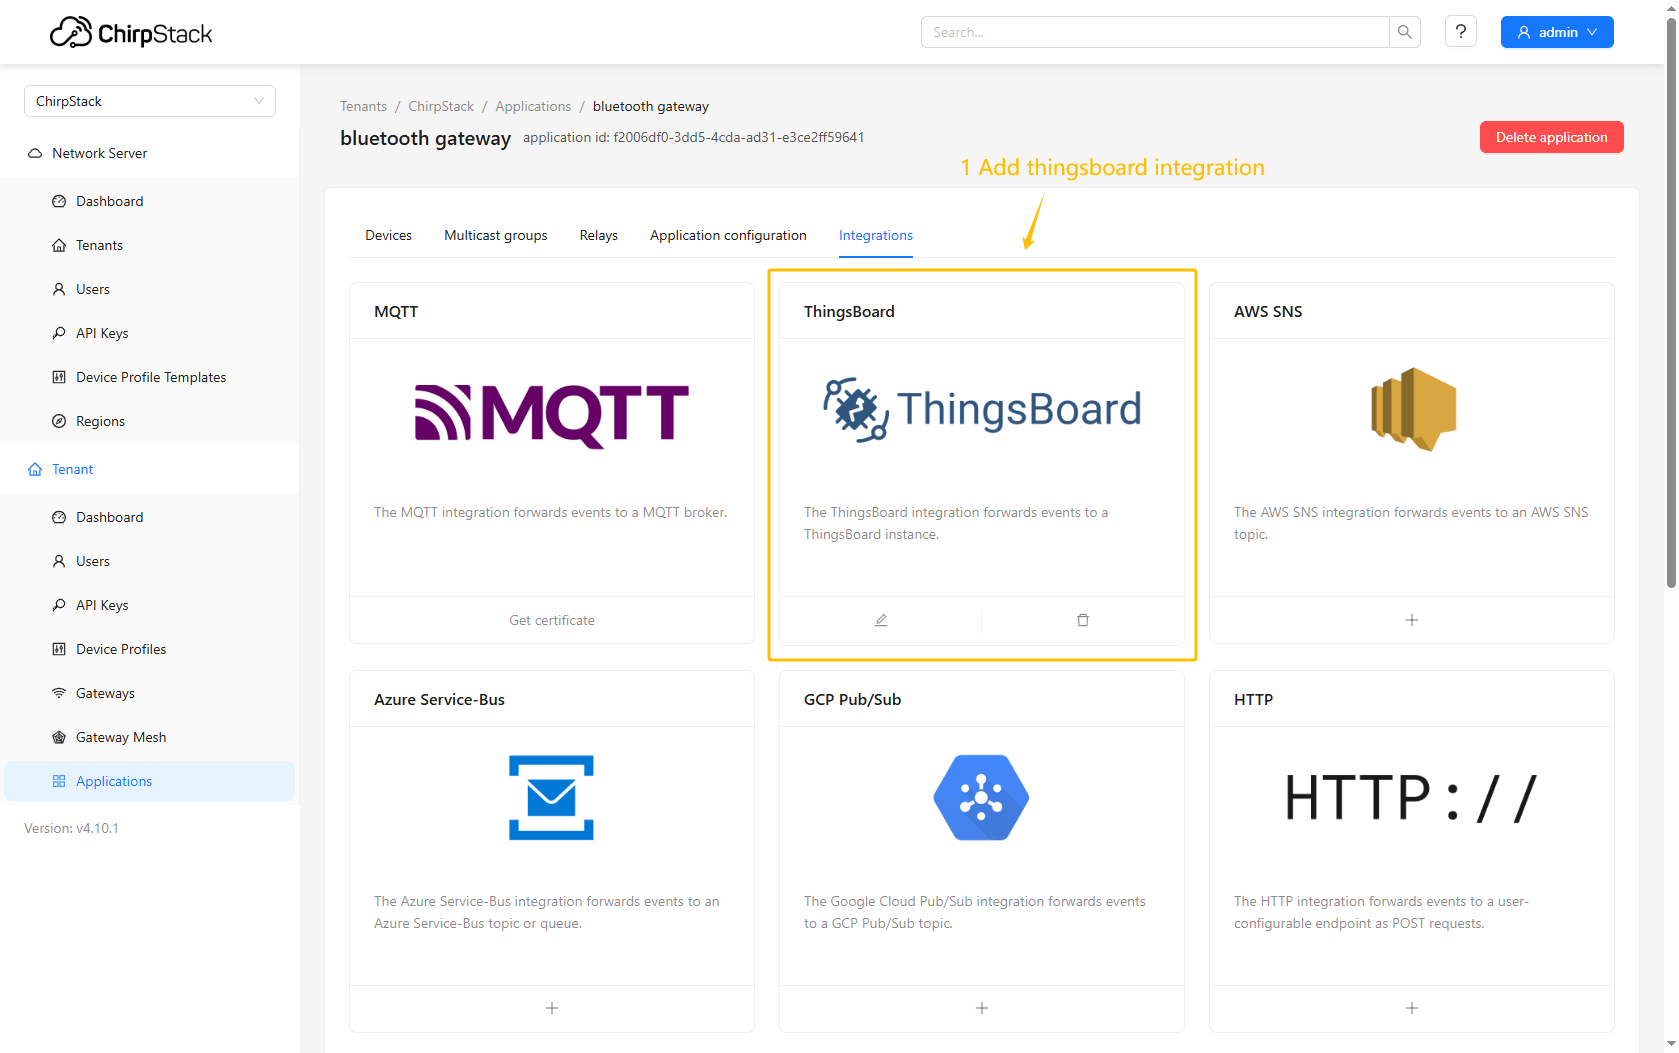 ChirpStack
Search...
?
admin
ChirpStack
Network Server
Dashboard
Tenants
Users
API Keys
Device Profile Templates
Regions
Tenant
Dashboard
Users
API Keys
Device Profiles
Gateways
Gateway Mesh
Applications
Version: v4.10.1
Tenants / ChirpStack / Applications / bluetooth gateway
bluetooth gateway application id: f2006df0-3dd5-4cda-ad31-e3ce2ff59641
Delete application
1 Add thingsboard integration
Devices Multicast groups Relays Application configuration Integrations
MQTT
MQTT
The MQTT integration forwards events to a MQTT broker.
Get certificate
ThingsBoard
ThingsBoard
The ThingsBoard integration forwards events to a
ThingsBoard instance.
AWS SNS
The AWS SNS integration forwards events to an AWS SNS
topic.
Azure Service-Bus
The Azure Service-Bus integration forwards events to an
Azure Service-Bus topic or queue.
GCP Pub/Sub
The Google Cloud Pub/Sub integration forwards events
to a GCP Pub/Sub topic.
HTTP
HTTP://
The HTTP integration forwards events to a user-
configurable endpoint as POST requests.